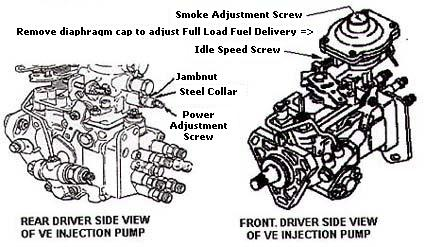 Smoke Adjustment Screw
Remove diaphraqm cap to adjust Full Load Fuel Delivery =>
Idle Speed Screw
Jambnut
Steel Collar
Power
Adjustment
Screw
REAR DRIVER SIDE VIEW
OF VE INJECTION PUMP
FRONT. DRIVER SIDE VIEW
OF VE INJECTION PUMP